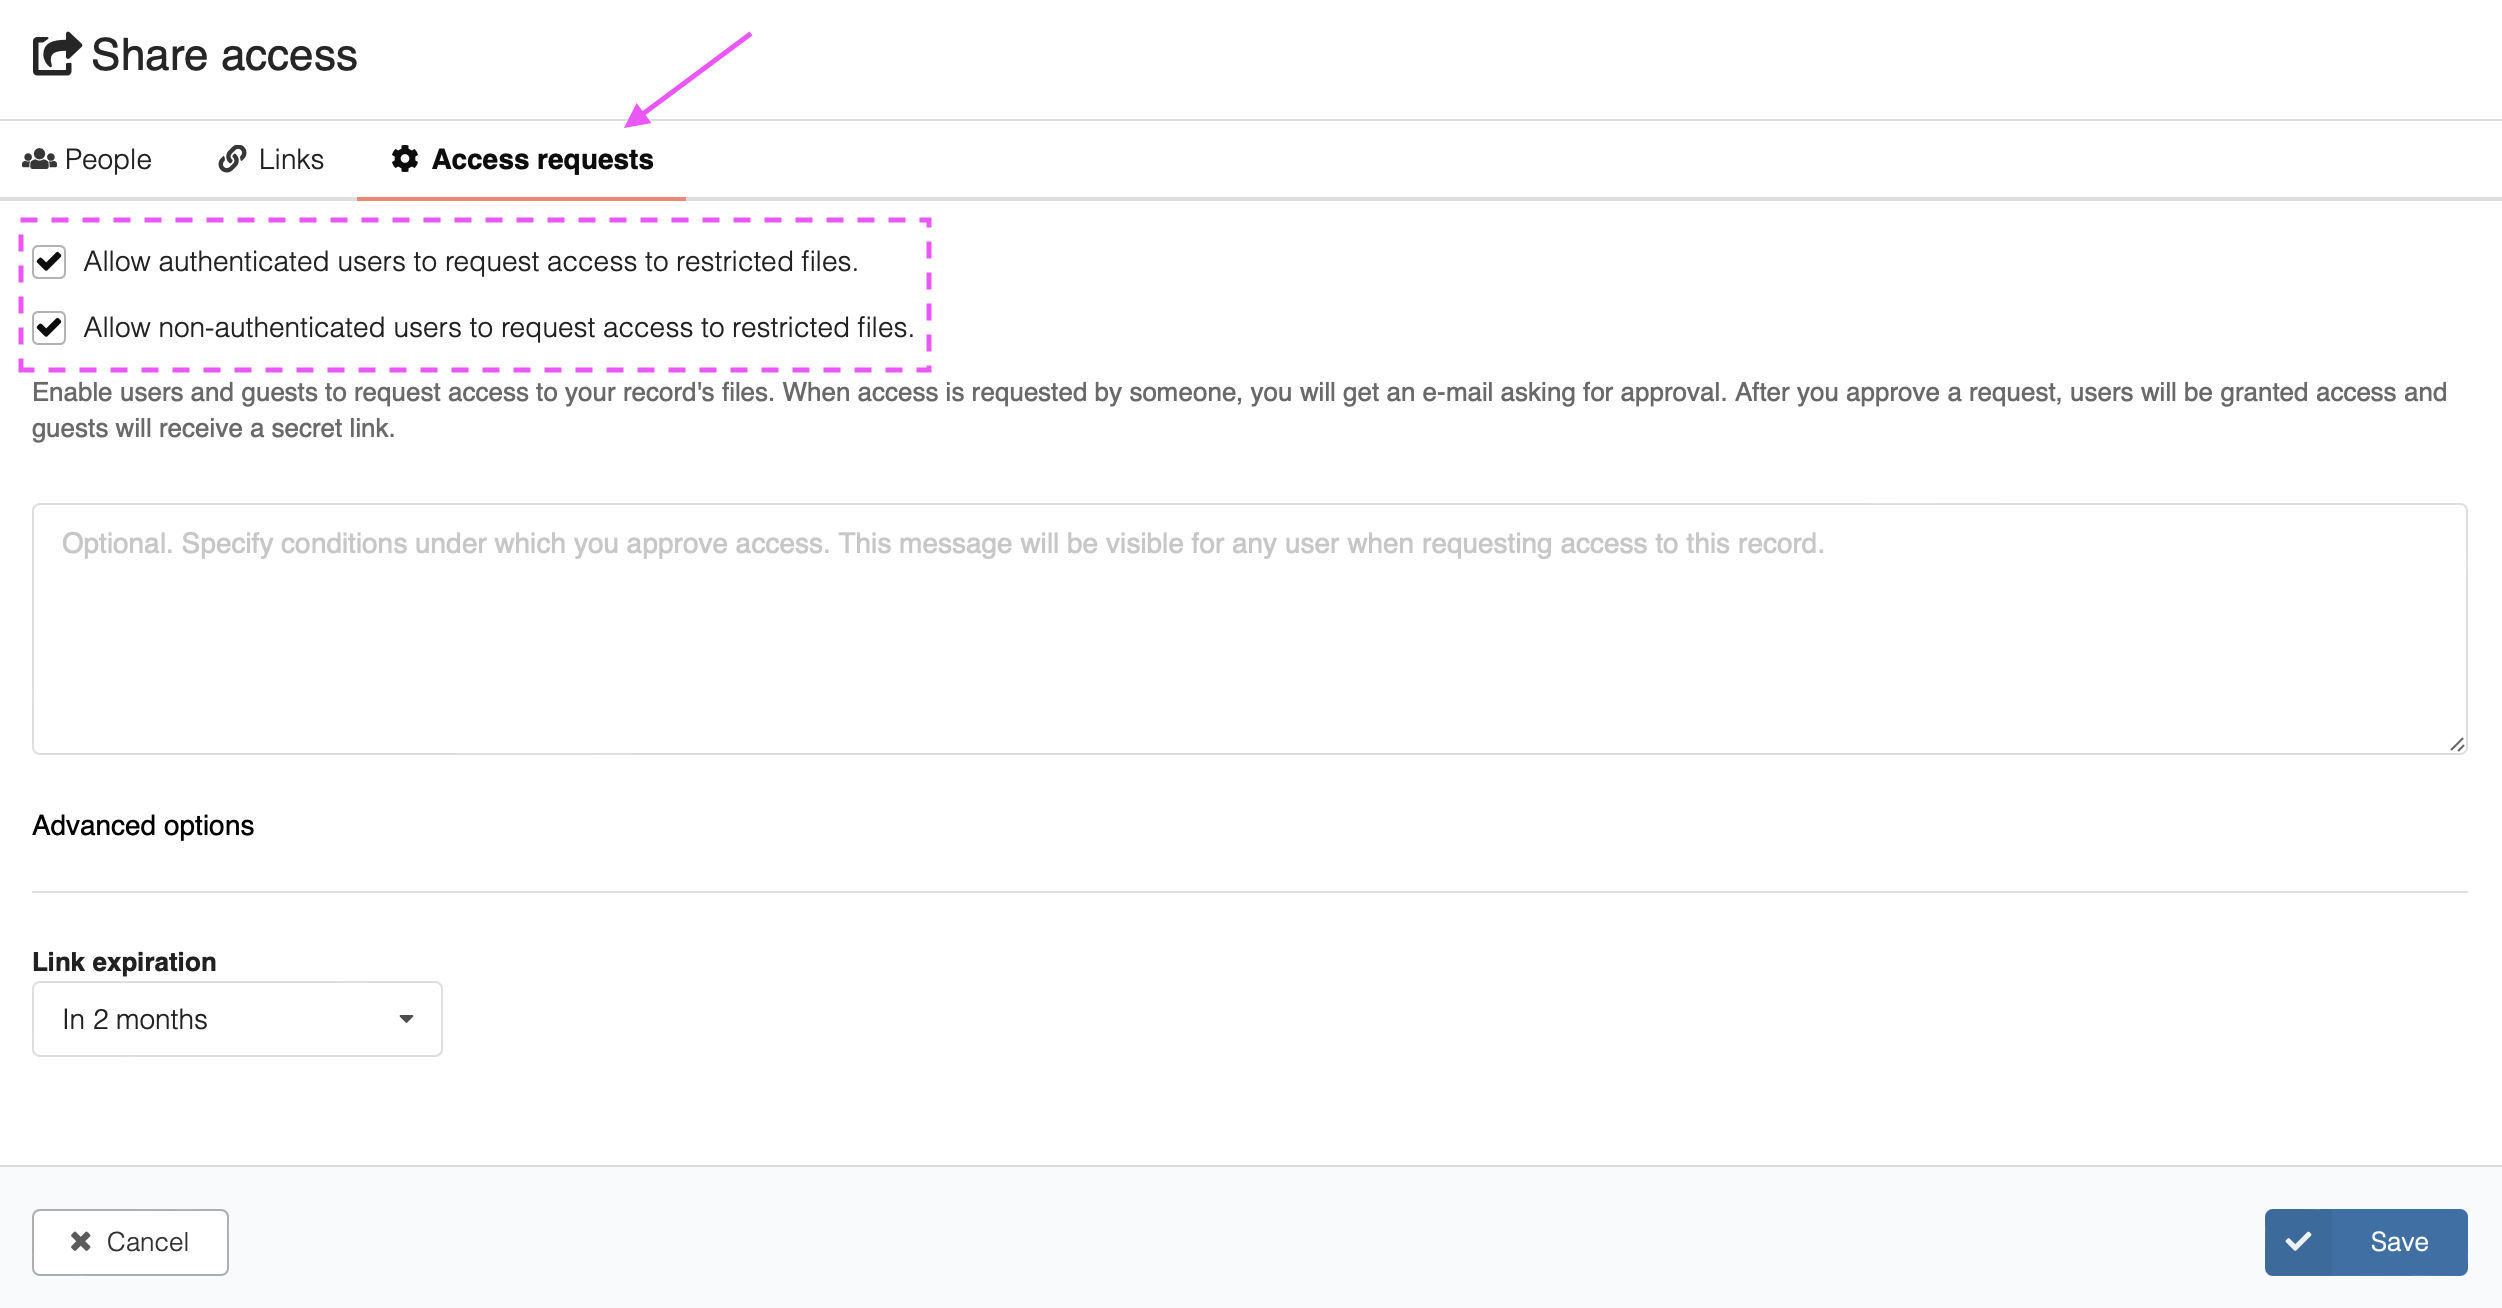 Share access
People Links Access requests
Allow authenticated users to request access to restricted files.
Allow non-authenticated users to request access to restricted files.
Enable users and guests to request access to your record's files. When access is requested by someone, you will get an e-mail asking for approval. After you approve a request, users will be granted access and
guests will receive a secret link.
Optional. Specify conditions under which you approve access. This message will be visible for any user when requesting access to this record.
Advanced options
Link expiration
In 2 months
Cancel Save